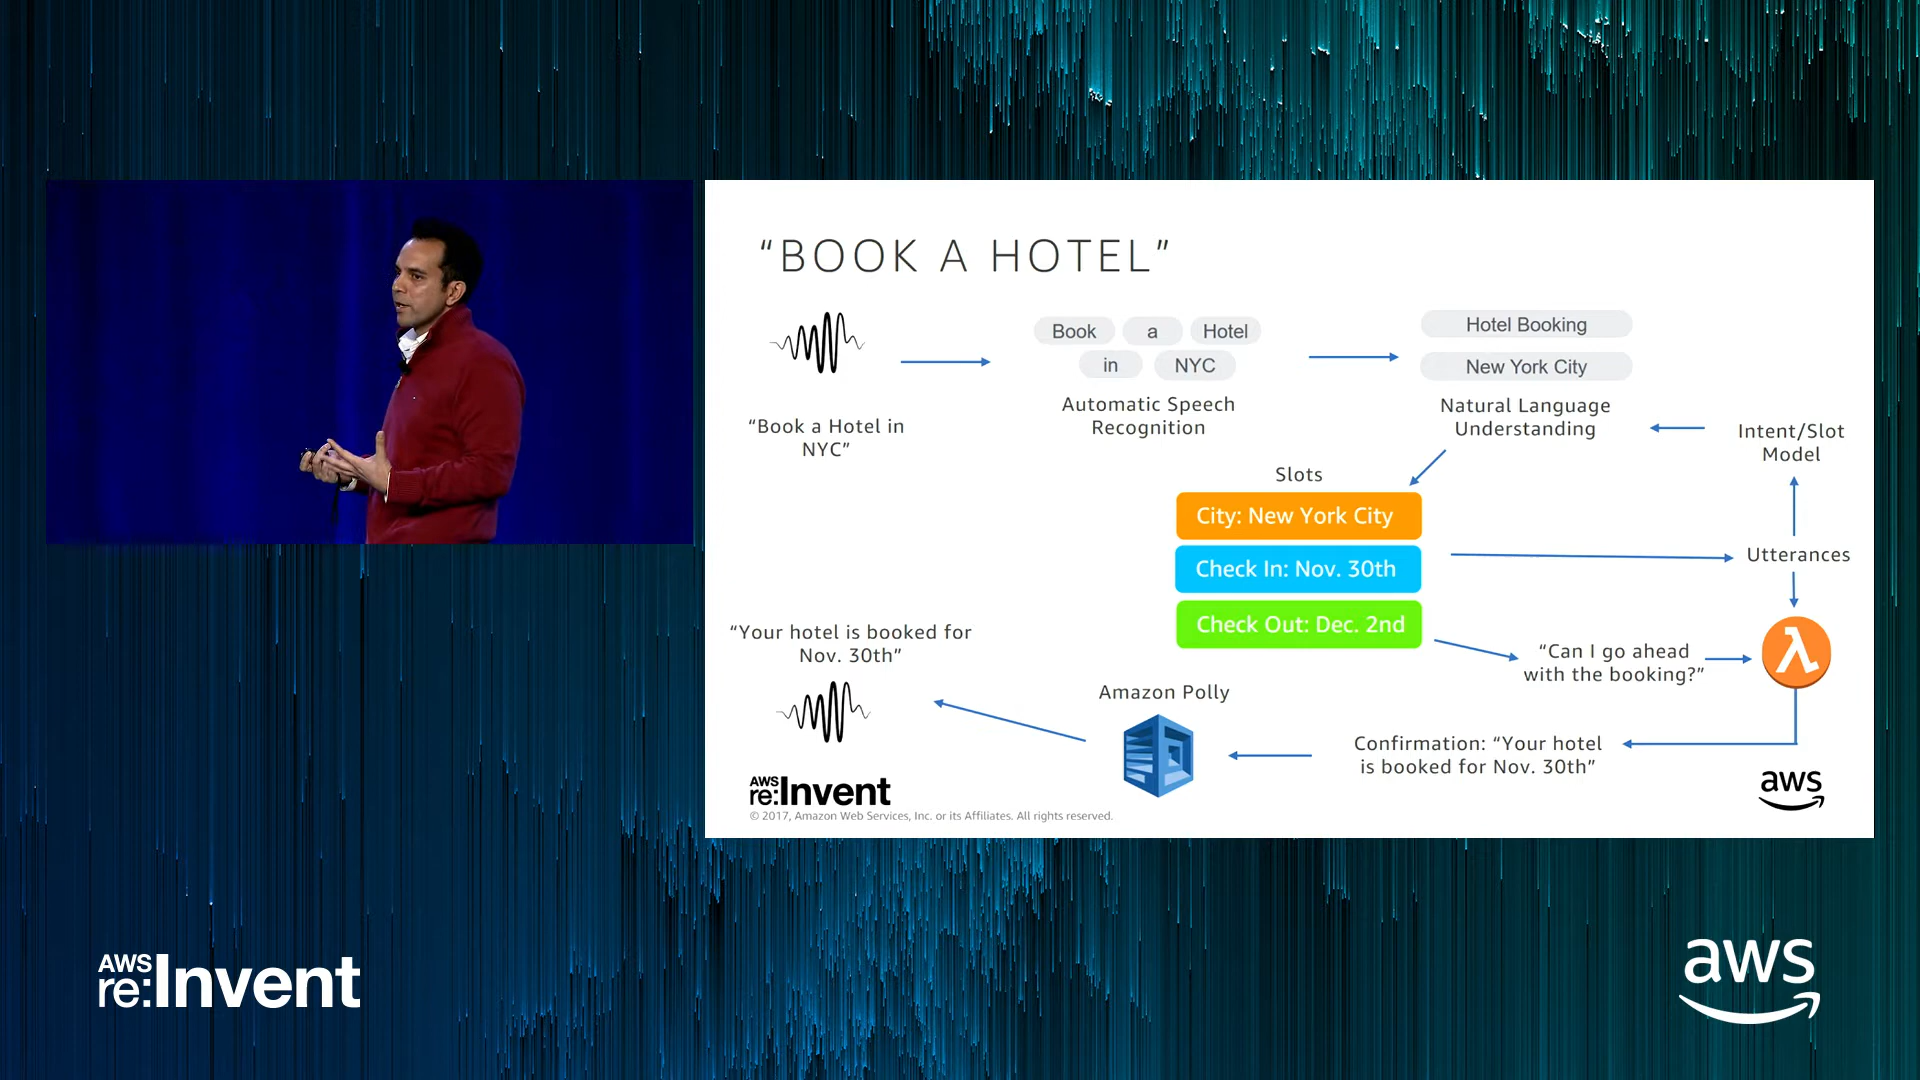 “BOOK A HOTEL”
Book a Hotel
in NYC
Hotel Booking
New York City
“Book a Hotel in
NYC”
Automatic Speech
Recognition
Natural Language
Understanding
Intent/Slot
Model
Slots
City: New York City
Check In: Nov. 30th
Check Out: Dec. 2nd
Utterances
“Can I go ahead
with the booking?”
λ
“Your hotel is booked for
Nov. 30th”
Amazon Polly
Confirmation: “Your hotel
is booked for Nov. 30th”
AWS
re:Invent
aws
© 2017, Amazon Web Services, Inc. or its Affiliates. All rights reserved.
AWS
re:Invent
aws